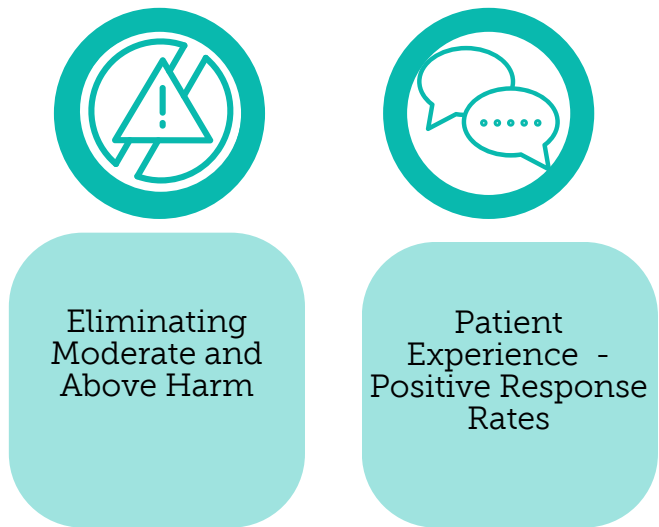 Eliminating
Moderate and
Above Harm
Patient
Experience -
Positive Response
Rates